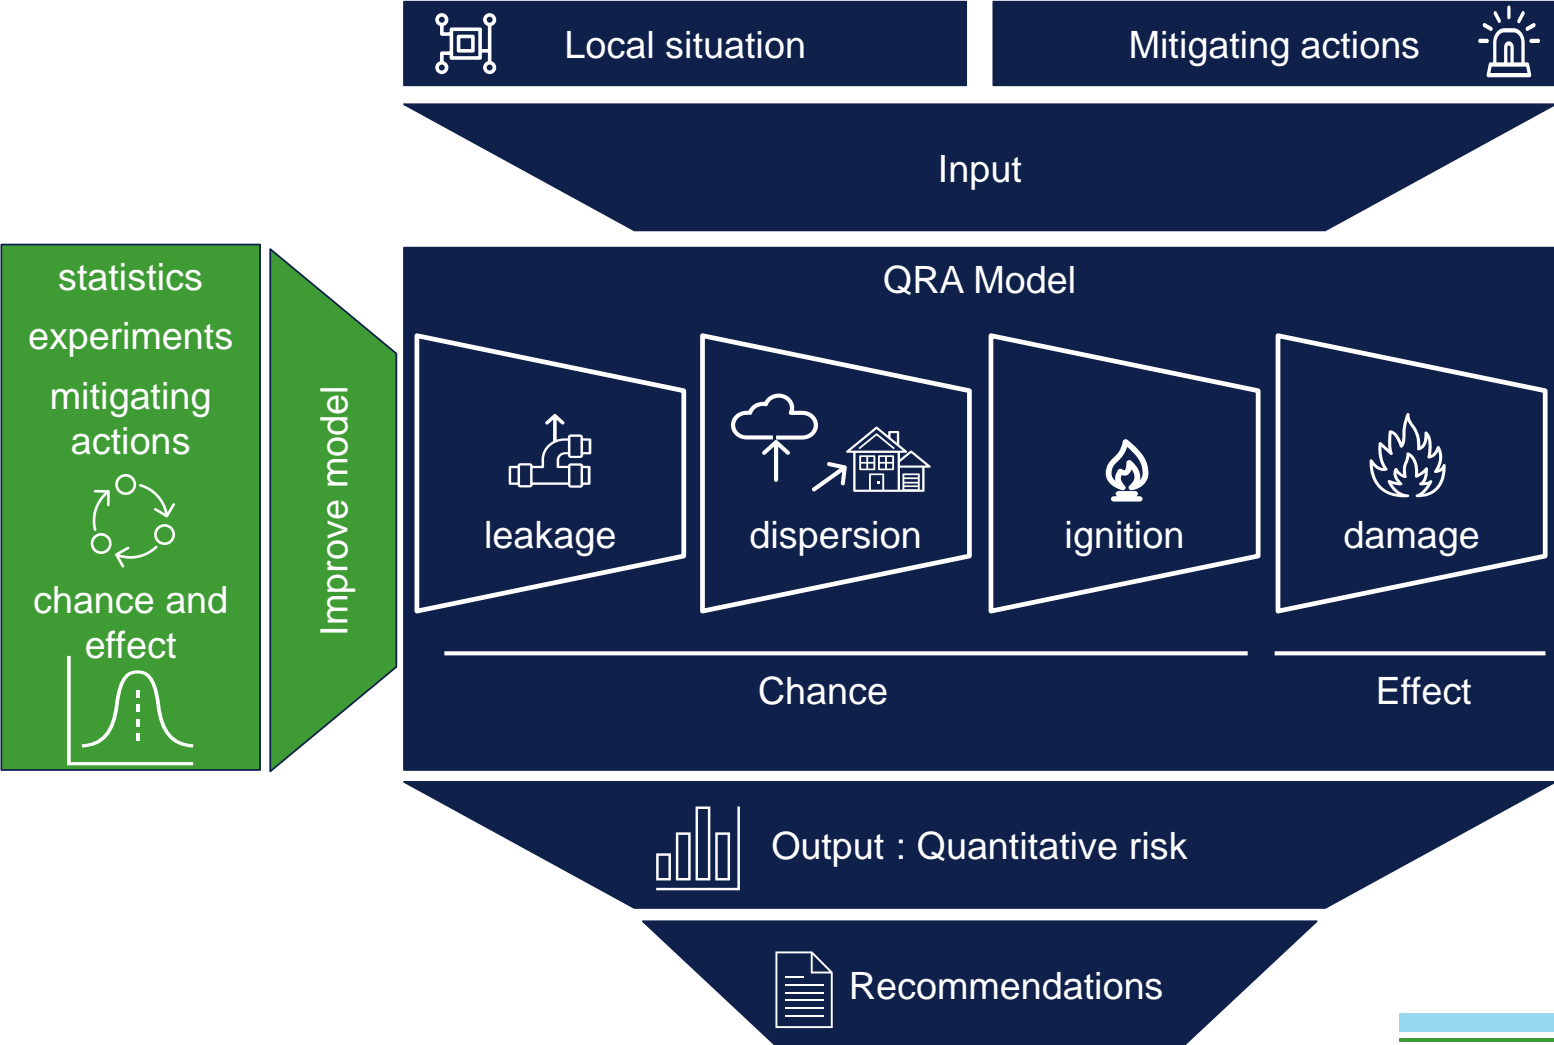 Local situation
Mitigating actions
Input
statistics
experiments
mitigating
actions
chance and
effect
Improve model
QRA Model
leakage
dispersion
ignition
damage
Chance
Effect
Output : Quantitative risk
Recommendations